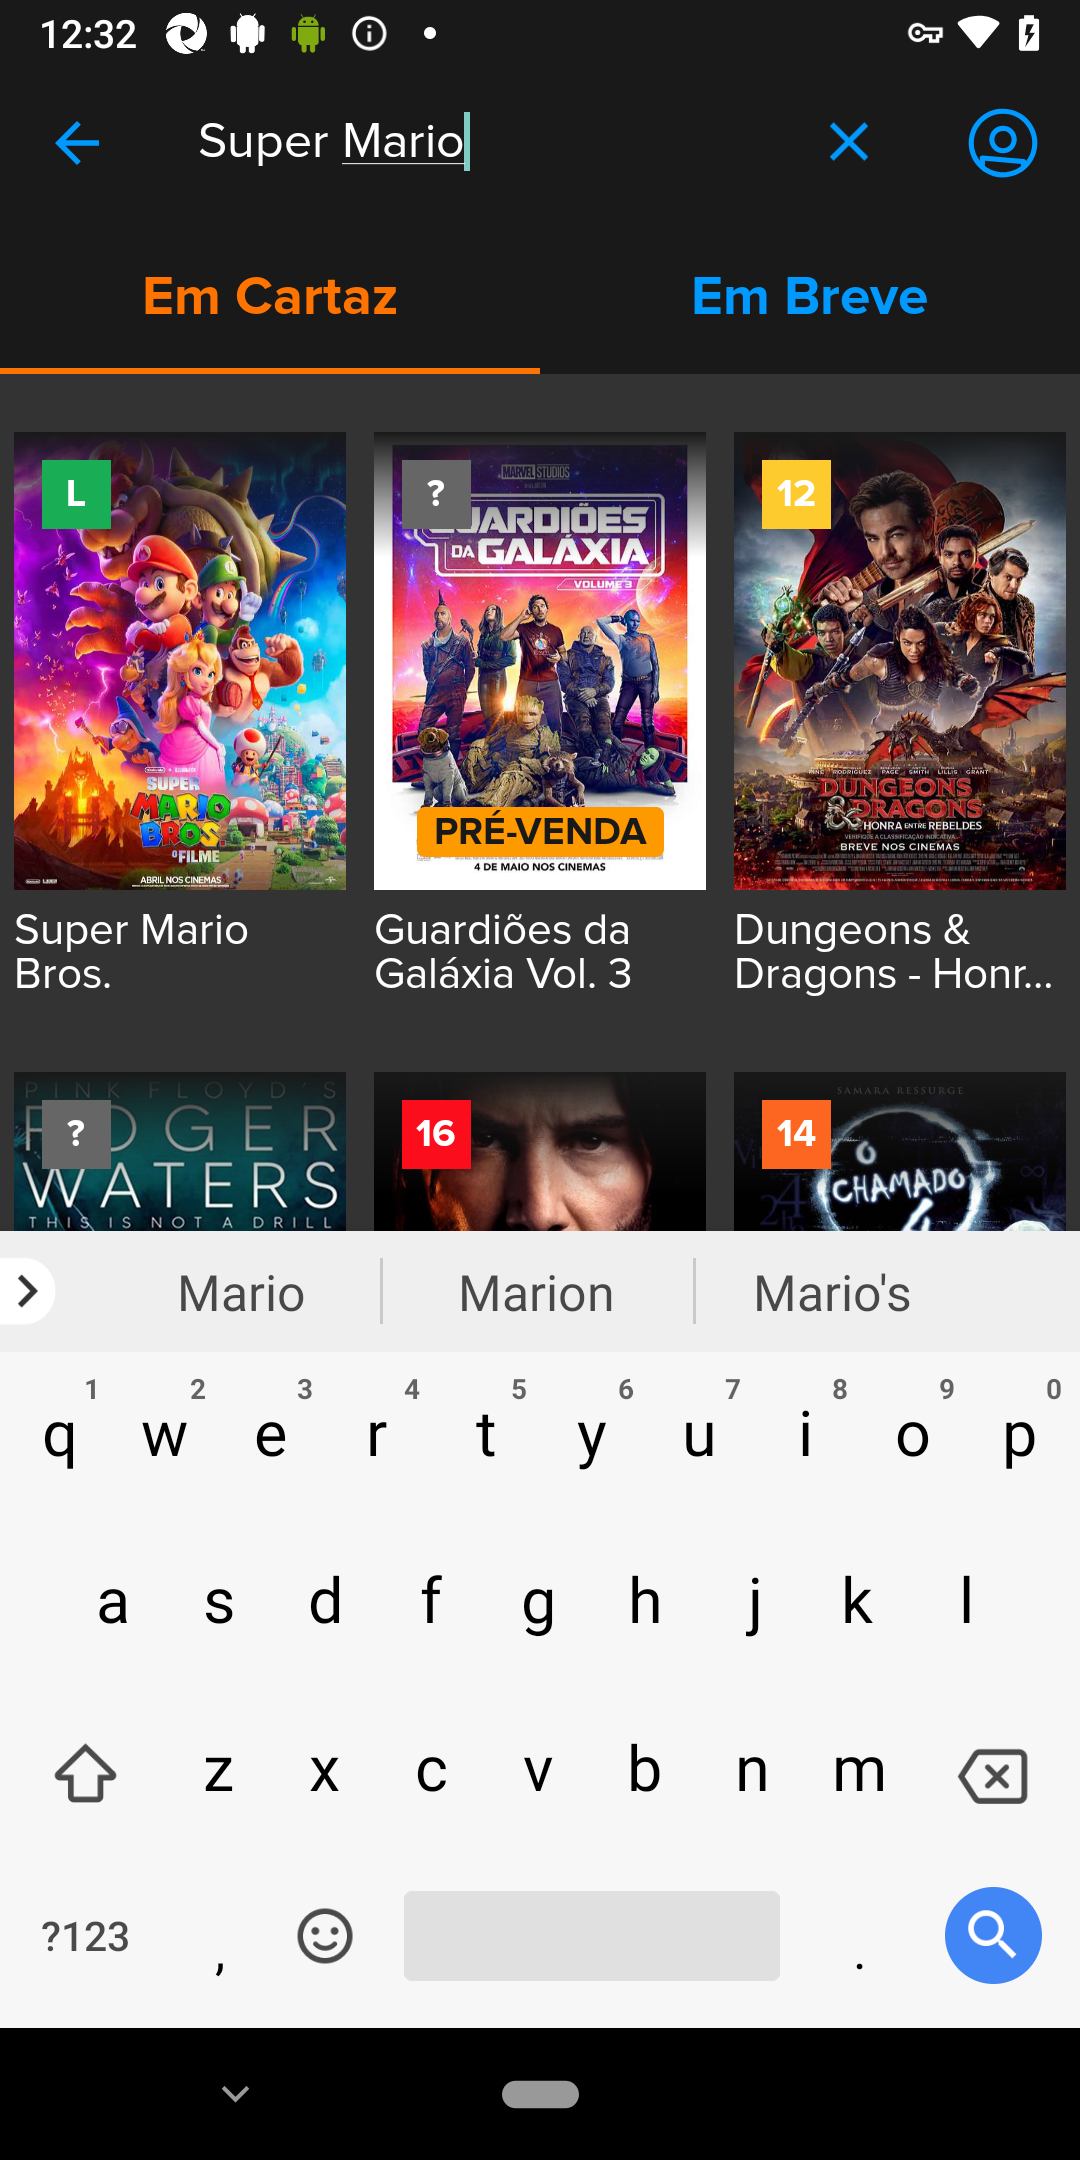 12:32
Super Mario
Em Cartaz
Em Breve
L
SUPER
MARIO
BROS.
O FILME
ABRIL NOS CINEMAS
?
MARVEL STUDIOS
GUARDIÕES
DA GALÁXIA
VOLUME 3
PRÉ-VENDA
4 DE MAIO NOS CINEMAS
12
DUNGEONS
& DRAGONS
HONRA ENTRE REBELDES
VERIFIQUE A CLASSIFICAÇÃO INDICATIVA
BREVE NOS CINEMAS
Super Mario
Bros.
Guardiões da
Galáxia Vol. 3
Dungeons &
Dragons - Honr...
PINK FLOYD'S
?
ROGER
WATERS
THIS IS NOT A DRILL
16
SAMARA RESSURGE
14
O
CHAMADO
4
Mario
Marion
Mario's
1 2 3 4 5 6 7 8 9 0
q w e r t y u i o p
a s d f g h j k l
z x c v b n m
?123 , .